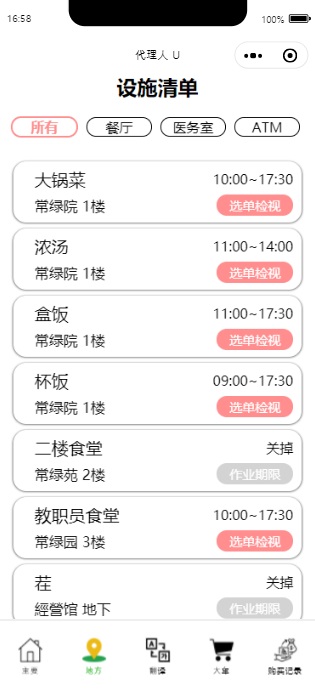 16:58
100%
代理人 U
设施清单
所有 餐厅 医务室 ATM
大锅菜 10:00~17:30
常绿院 1楼 选单检视
浓汤 11:00~14:00
常绿院 1楼 选单检视
盒饭 11:00~17:30
常绿院 1楼 选单检视
杯饭 09:00~17:30
常绿院 1楼 选单检视
二楼食堂 关掉
常绿苑 2楼 作业期限
教职员食堂 10:00~17:30
常绿园 3楼 选单检视
茬 关掉
經營馆 地下 作业期限
主要 地方 翻译 大堂 购买记录